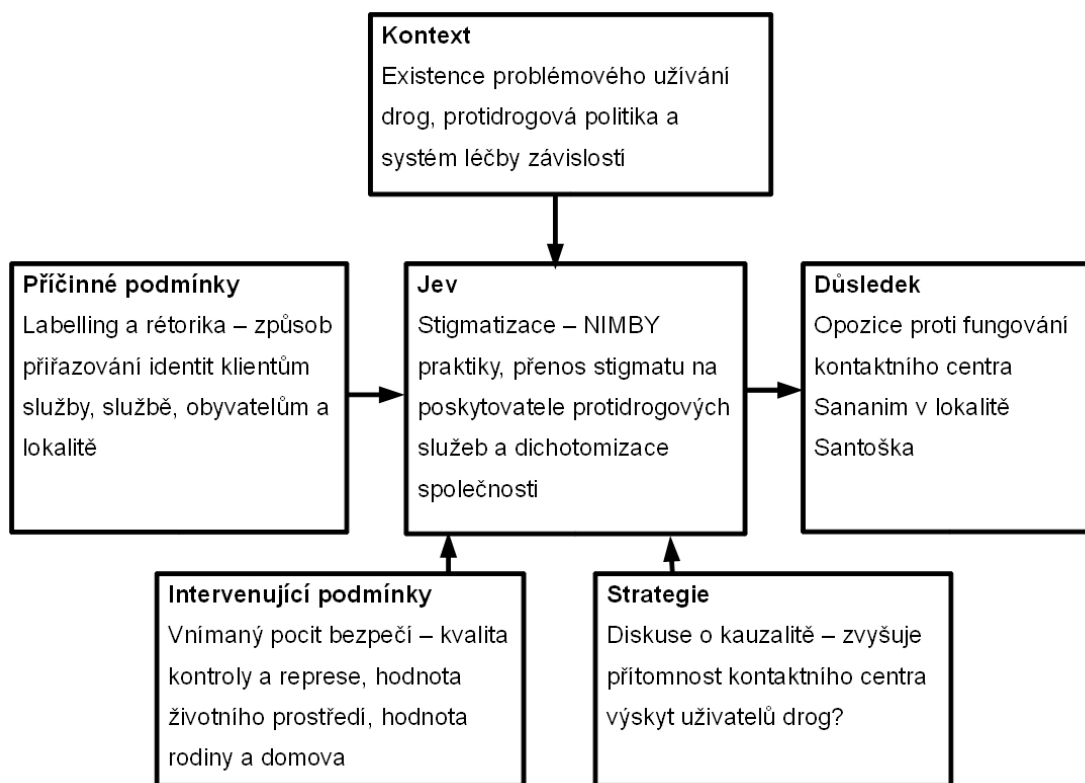 Kontext
Existence problémového užívání
drog, protidrogová politika a
systém léčby závislostí
Příčinné podmínky
Labelling a rétorika – způsob
přiřazování identit klientům
služby, službě, obyvatelům a
lokalitě
Jev
Stigmatizace – NIMBY
praktiky, přenos stigmatu na
poskytovatele protidrogových
služeb a dichotomizace
společnosti
Důsledek
Opozice proti fungování
kontaktního centra
Sananim v lokalitě
Santoška
Intervenující podmínky
Vnímaný pocit bezpečí – kvalita
kontroly a represe, hodnota
životního prostředí, hodnota
rodiny a domova
Strategie
Diskuse o kauzalitě – zvyšuje
přítomnost kontaktního centra
výskyt uživatelů drog?